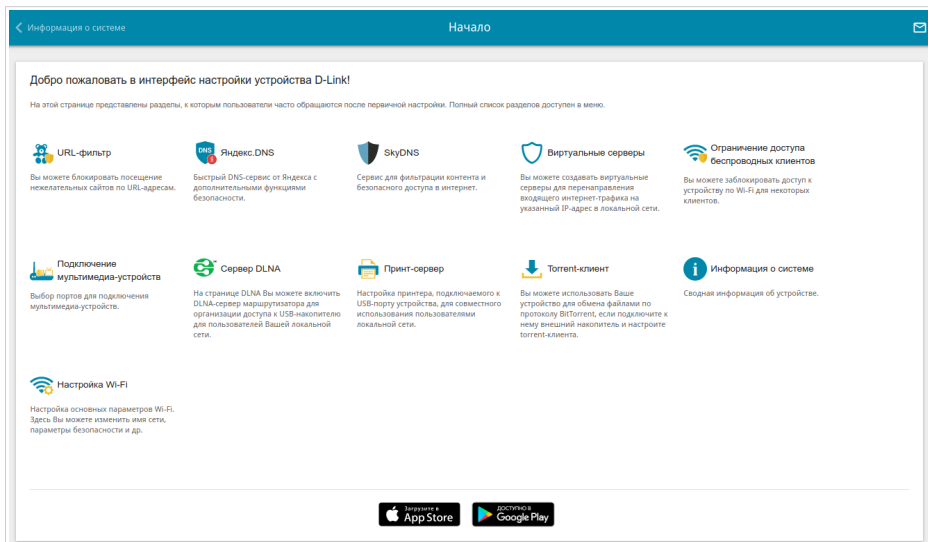 Информация о системе
Начало
Добро пожаловать в интерфейс настройки устройства D-Link!
На этой странице представлены разделы, к которым пользователи часто обращаются после первичной настройки. Полный список разделов доступен в меню.
URL-фильтр
Вы можете блокировать посещение
нежелательных сайтов по URL-адресам.
DNS
Яндекс.DNS
Быстрый DNS-сервис от Яндекса с
дополнительными функциями
безопасности.
SkyDNS
Сервис для фильтрации контента и
безопасного доступа в интернет.
Виртуальные серверы
Вы можете создавать виртуальные
серверы для перенаправления
входящего интернет-трафика на
указанный IP-адрес в локальной сети.
Ограничение доступа
беспроводных клиентов
Вы можете заблокировать доступ к
устройству по Wi-Fi для некоторых
клиентов.
Подключение
мультимедиа-устройств
Выбор портов для подключения
мультимедиа-устройств.
Сервер DLNA
На странице DLNA Вы можете включить
DLNA-сервер маршрутизатора для
организации доступа к USB-накопителю
для пользователей Вашей локальной
сети.
Принт-сервер
Настройка принтера, подключаемого к
USB-порту устройства, для совместного
использования пользователями
локальной сети.
Torrent-клиент
Вы можете использовать Ваше
устройство для обмена файлами по
протоколу BitTorrent, если подключите к
нему внешний накопитель и настроите
torrent-клиента.
Информация о системе
Сводная информация об устройстве.
Настройка Wi-Fi
Настройка основных параметров Wi-Fi.
Здесь Вы можете изменить имя сети,
параметры безопасности и др.
Загрузите в
App Store
ДОСТУПНО В
Google Play